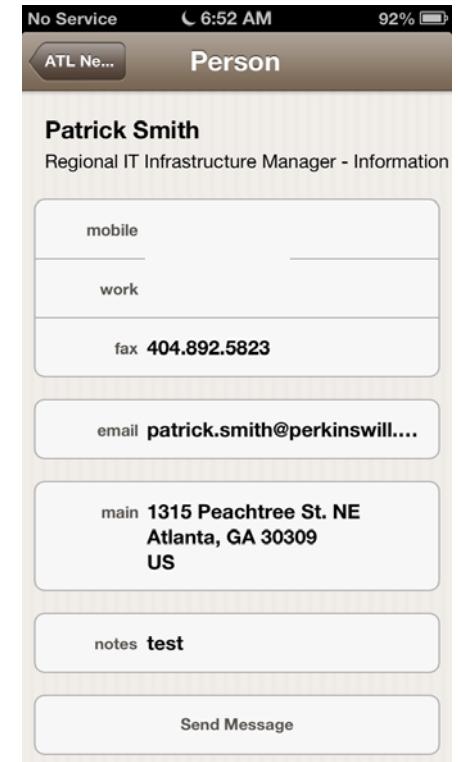 No Service 6:52 AM 92%
ATL Ne... Person
Patrick Smith
Regional IT Infrastructure Manager - Information
mobile
work
fax 404.892.5823
email patrick.smith@perkinswill....
main 1315 Peachtree St. NE
Atlanta, GA 30309
US
notes test
Send Message